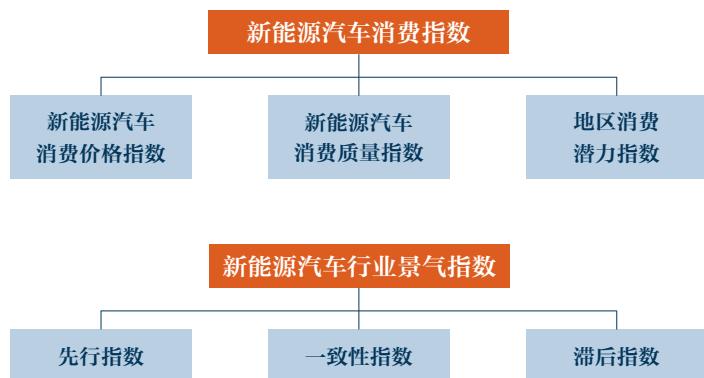 新能源汽车消费指数
新能源汽车
消费价格指数
新能源汽车
消费质量指数
地区消费
潜力指数
新能源汽车行业景气指数
先行指数
一致性指数
滞后指数